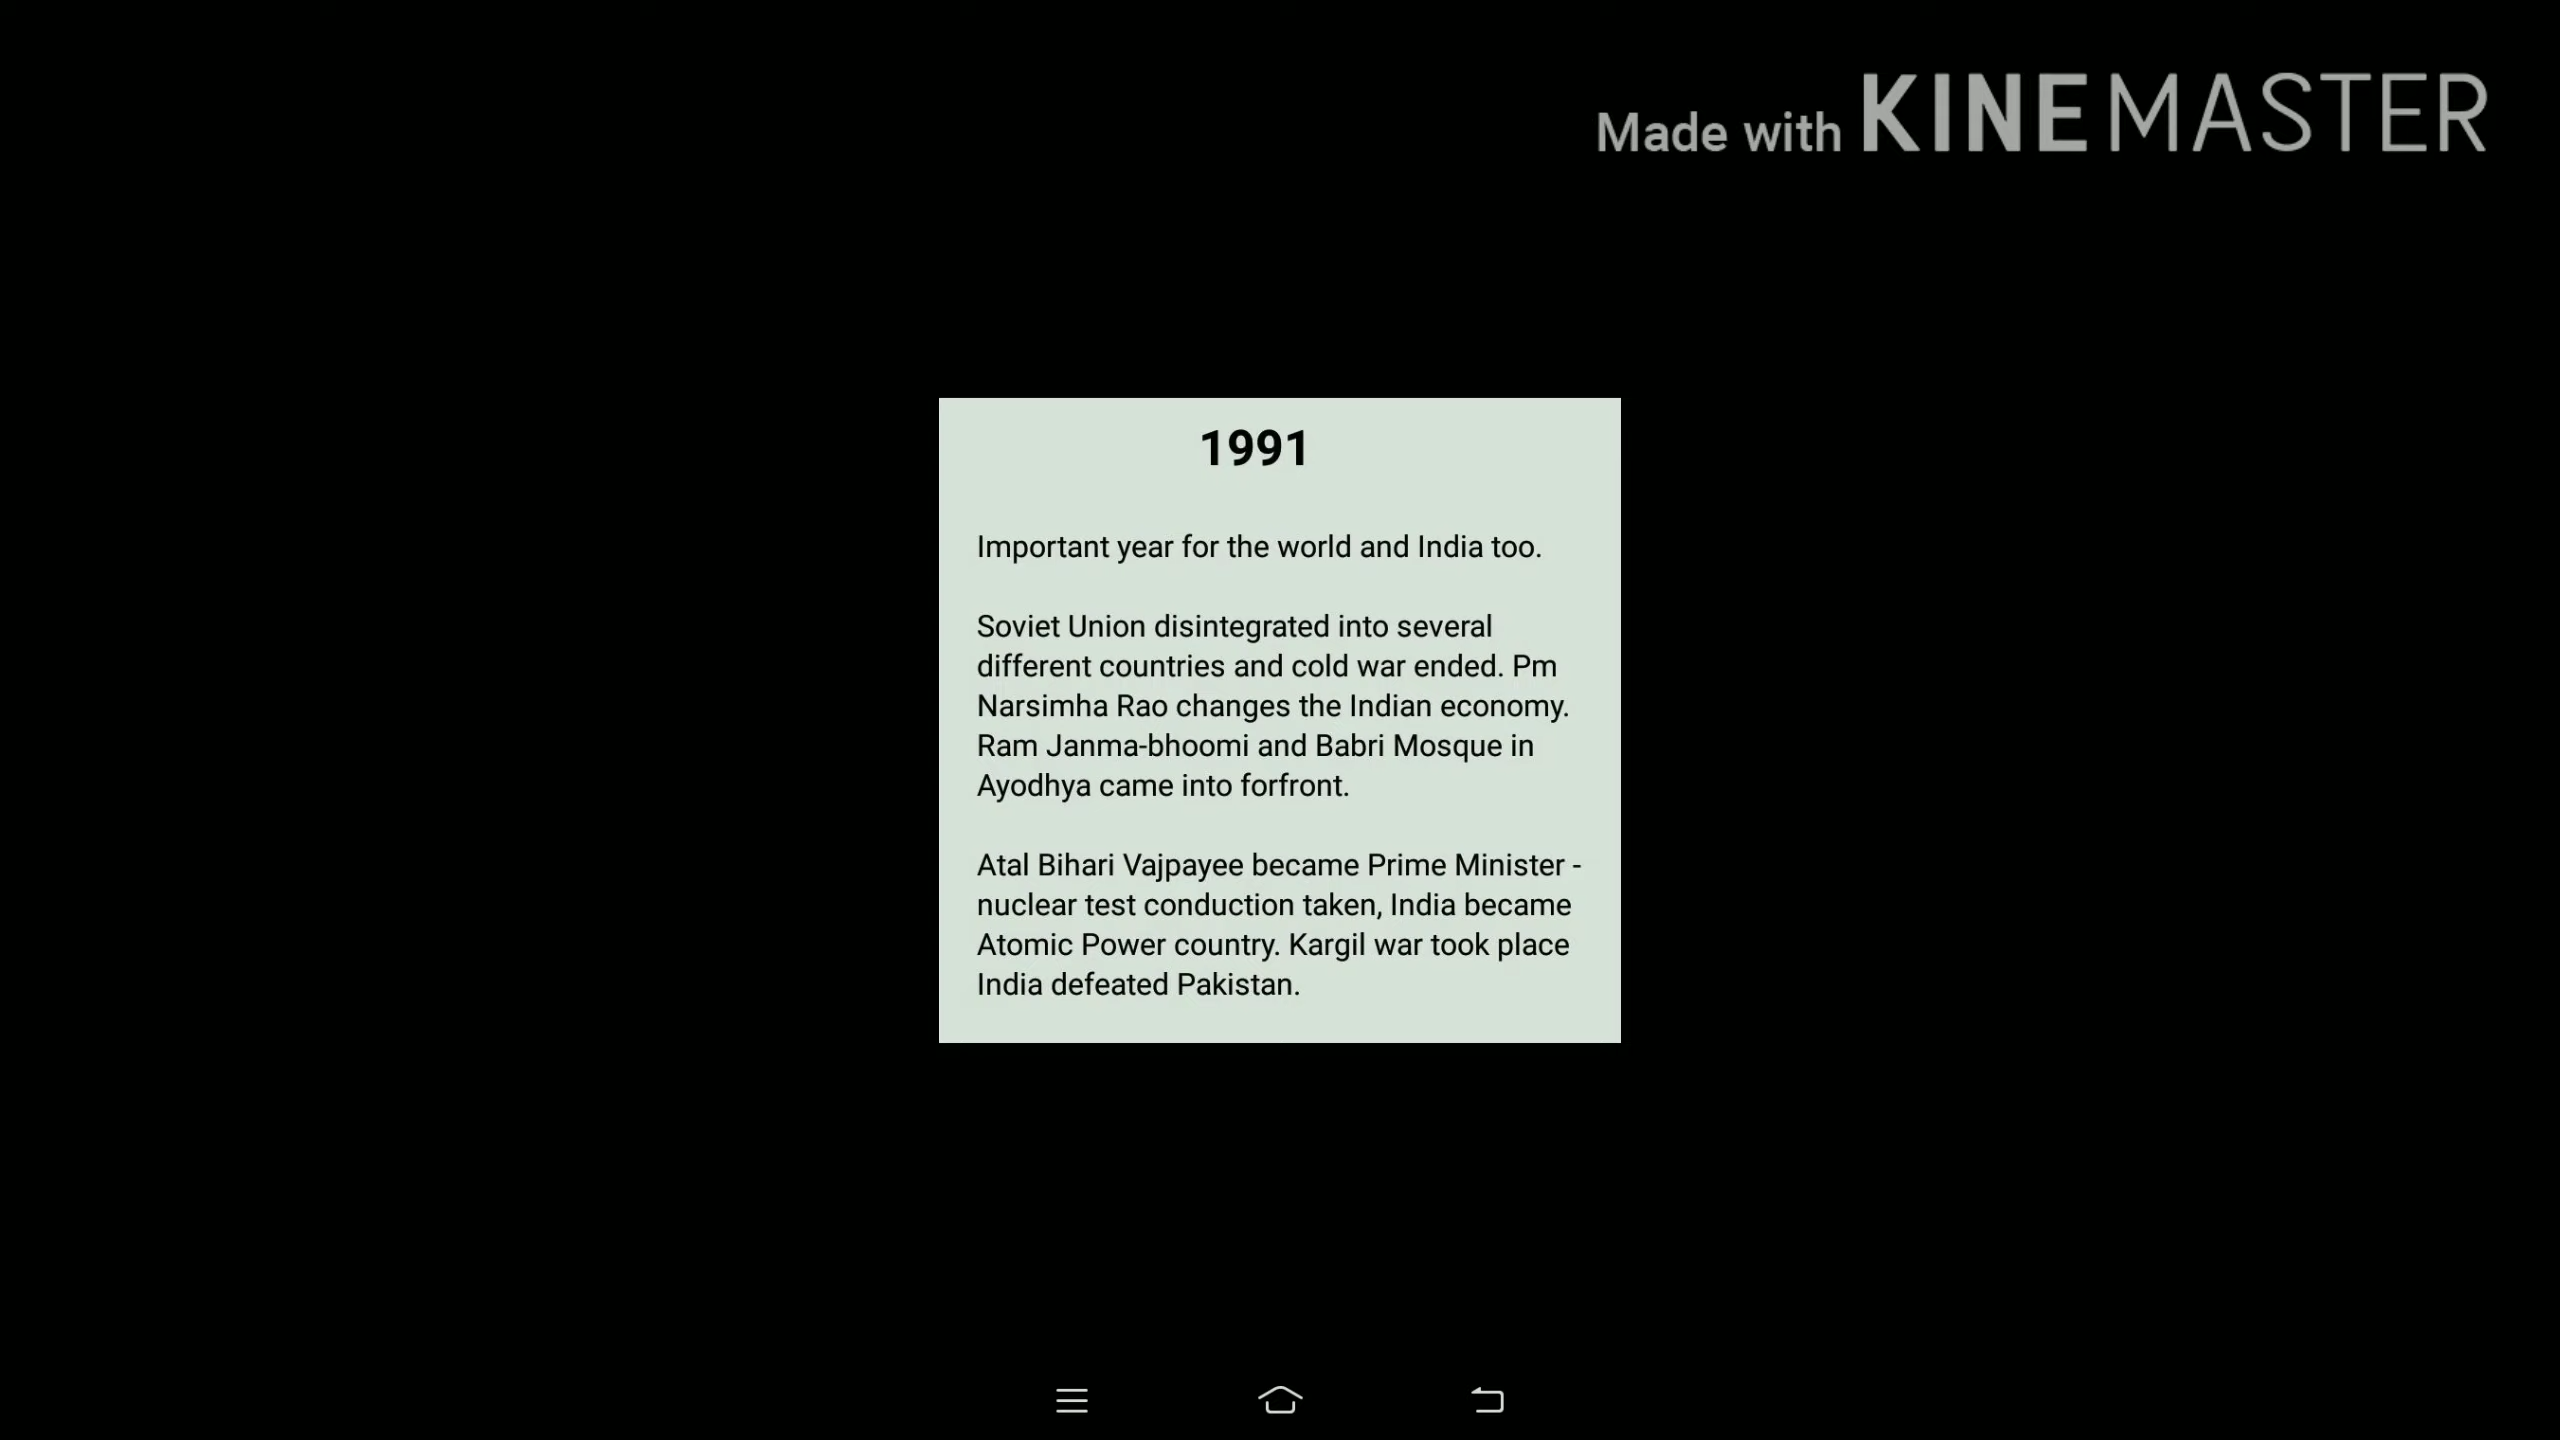 Made with KINEMASTER
1991
Important year for the world and India too.
Soviet Union disintegrated into several
different countries and cold war ended. Pm
Narsimha Rao changes the Indian economy.
Ram Janma-bhoomi and Babri Mosque in
Ayodhya came into forfront.
Atal Bihari Vajpayee became Prime Minister -
nuclear test conduction taken, India became
Atomic Power country. Kargil war took place
India defeated Pakistan.